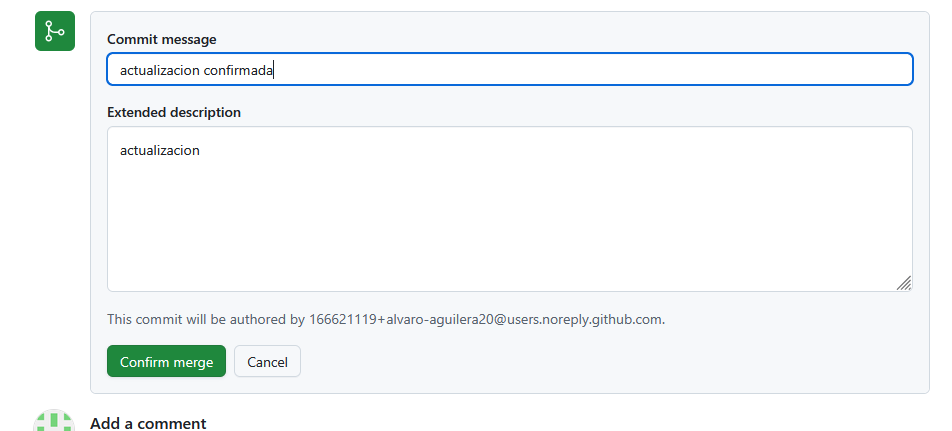 Commit message
actualizacion confirmada
Extended description
actualizacion
This commit will be authored by 166621119+alvaro-aguilera20@users.noreply.github.com.
Confirm merge
Cancel
Add a comment